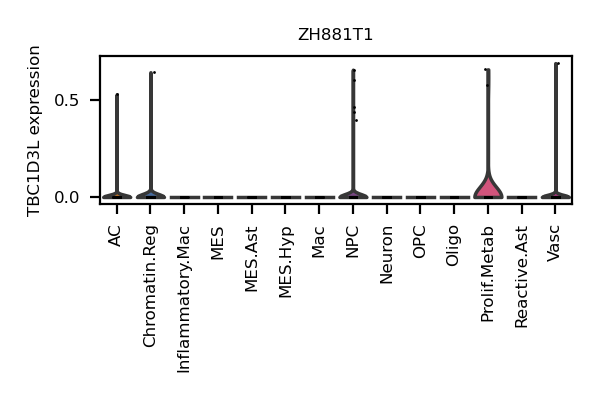 ZH881T1
TBC1D3L expression
0.5
0.0
AC
Chromatin.Reg
Inflammatory.Mac
MES
MES.Ast
MES.Hyp
Mac
NPC
Neuron
OPC
Oligo
Prolif.Metab
Reactive.Ast
Vasc